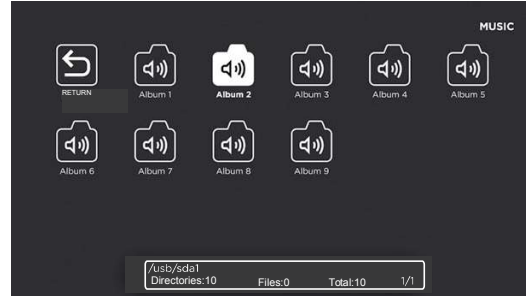 MUSIC
RETURN Album 1 Album 2 Album 3 Album 4 Album 5
Album 6 Album 7 Album 8 Album 9
/usb/sda1
Directories:10 Files:0 Total:10 1/1